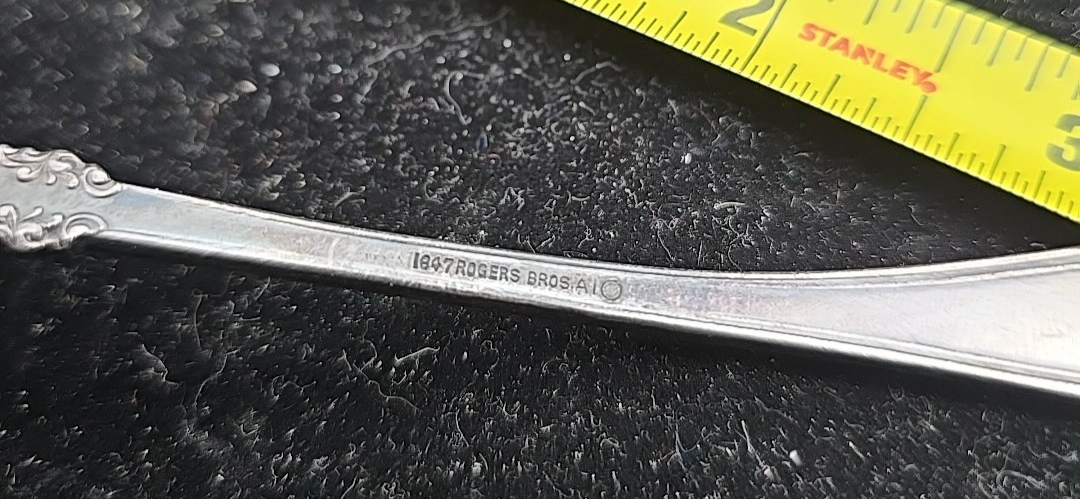 2
STANLEY
3
1847 ROGERS BROS. A1